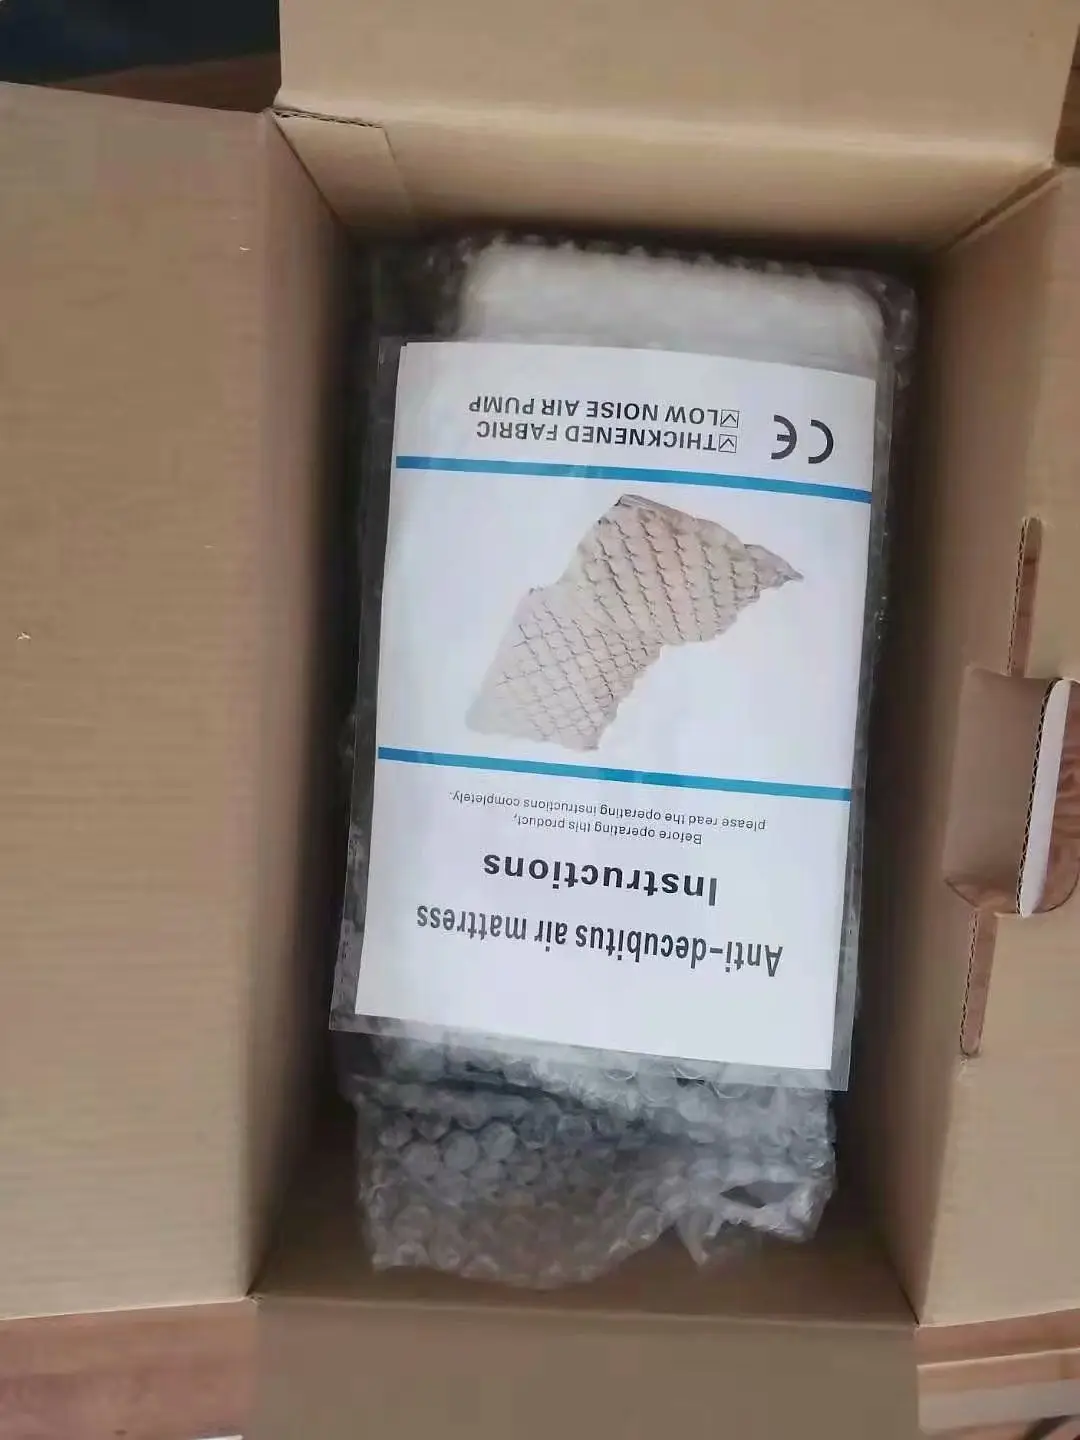 Anti-decubitus air mattress
Instructions
Before operating this product,
please read the operating instructions completely.
CE
☑THICKNENED FABRIC
☑LOW NOISE AIR PUMP